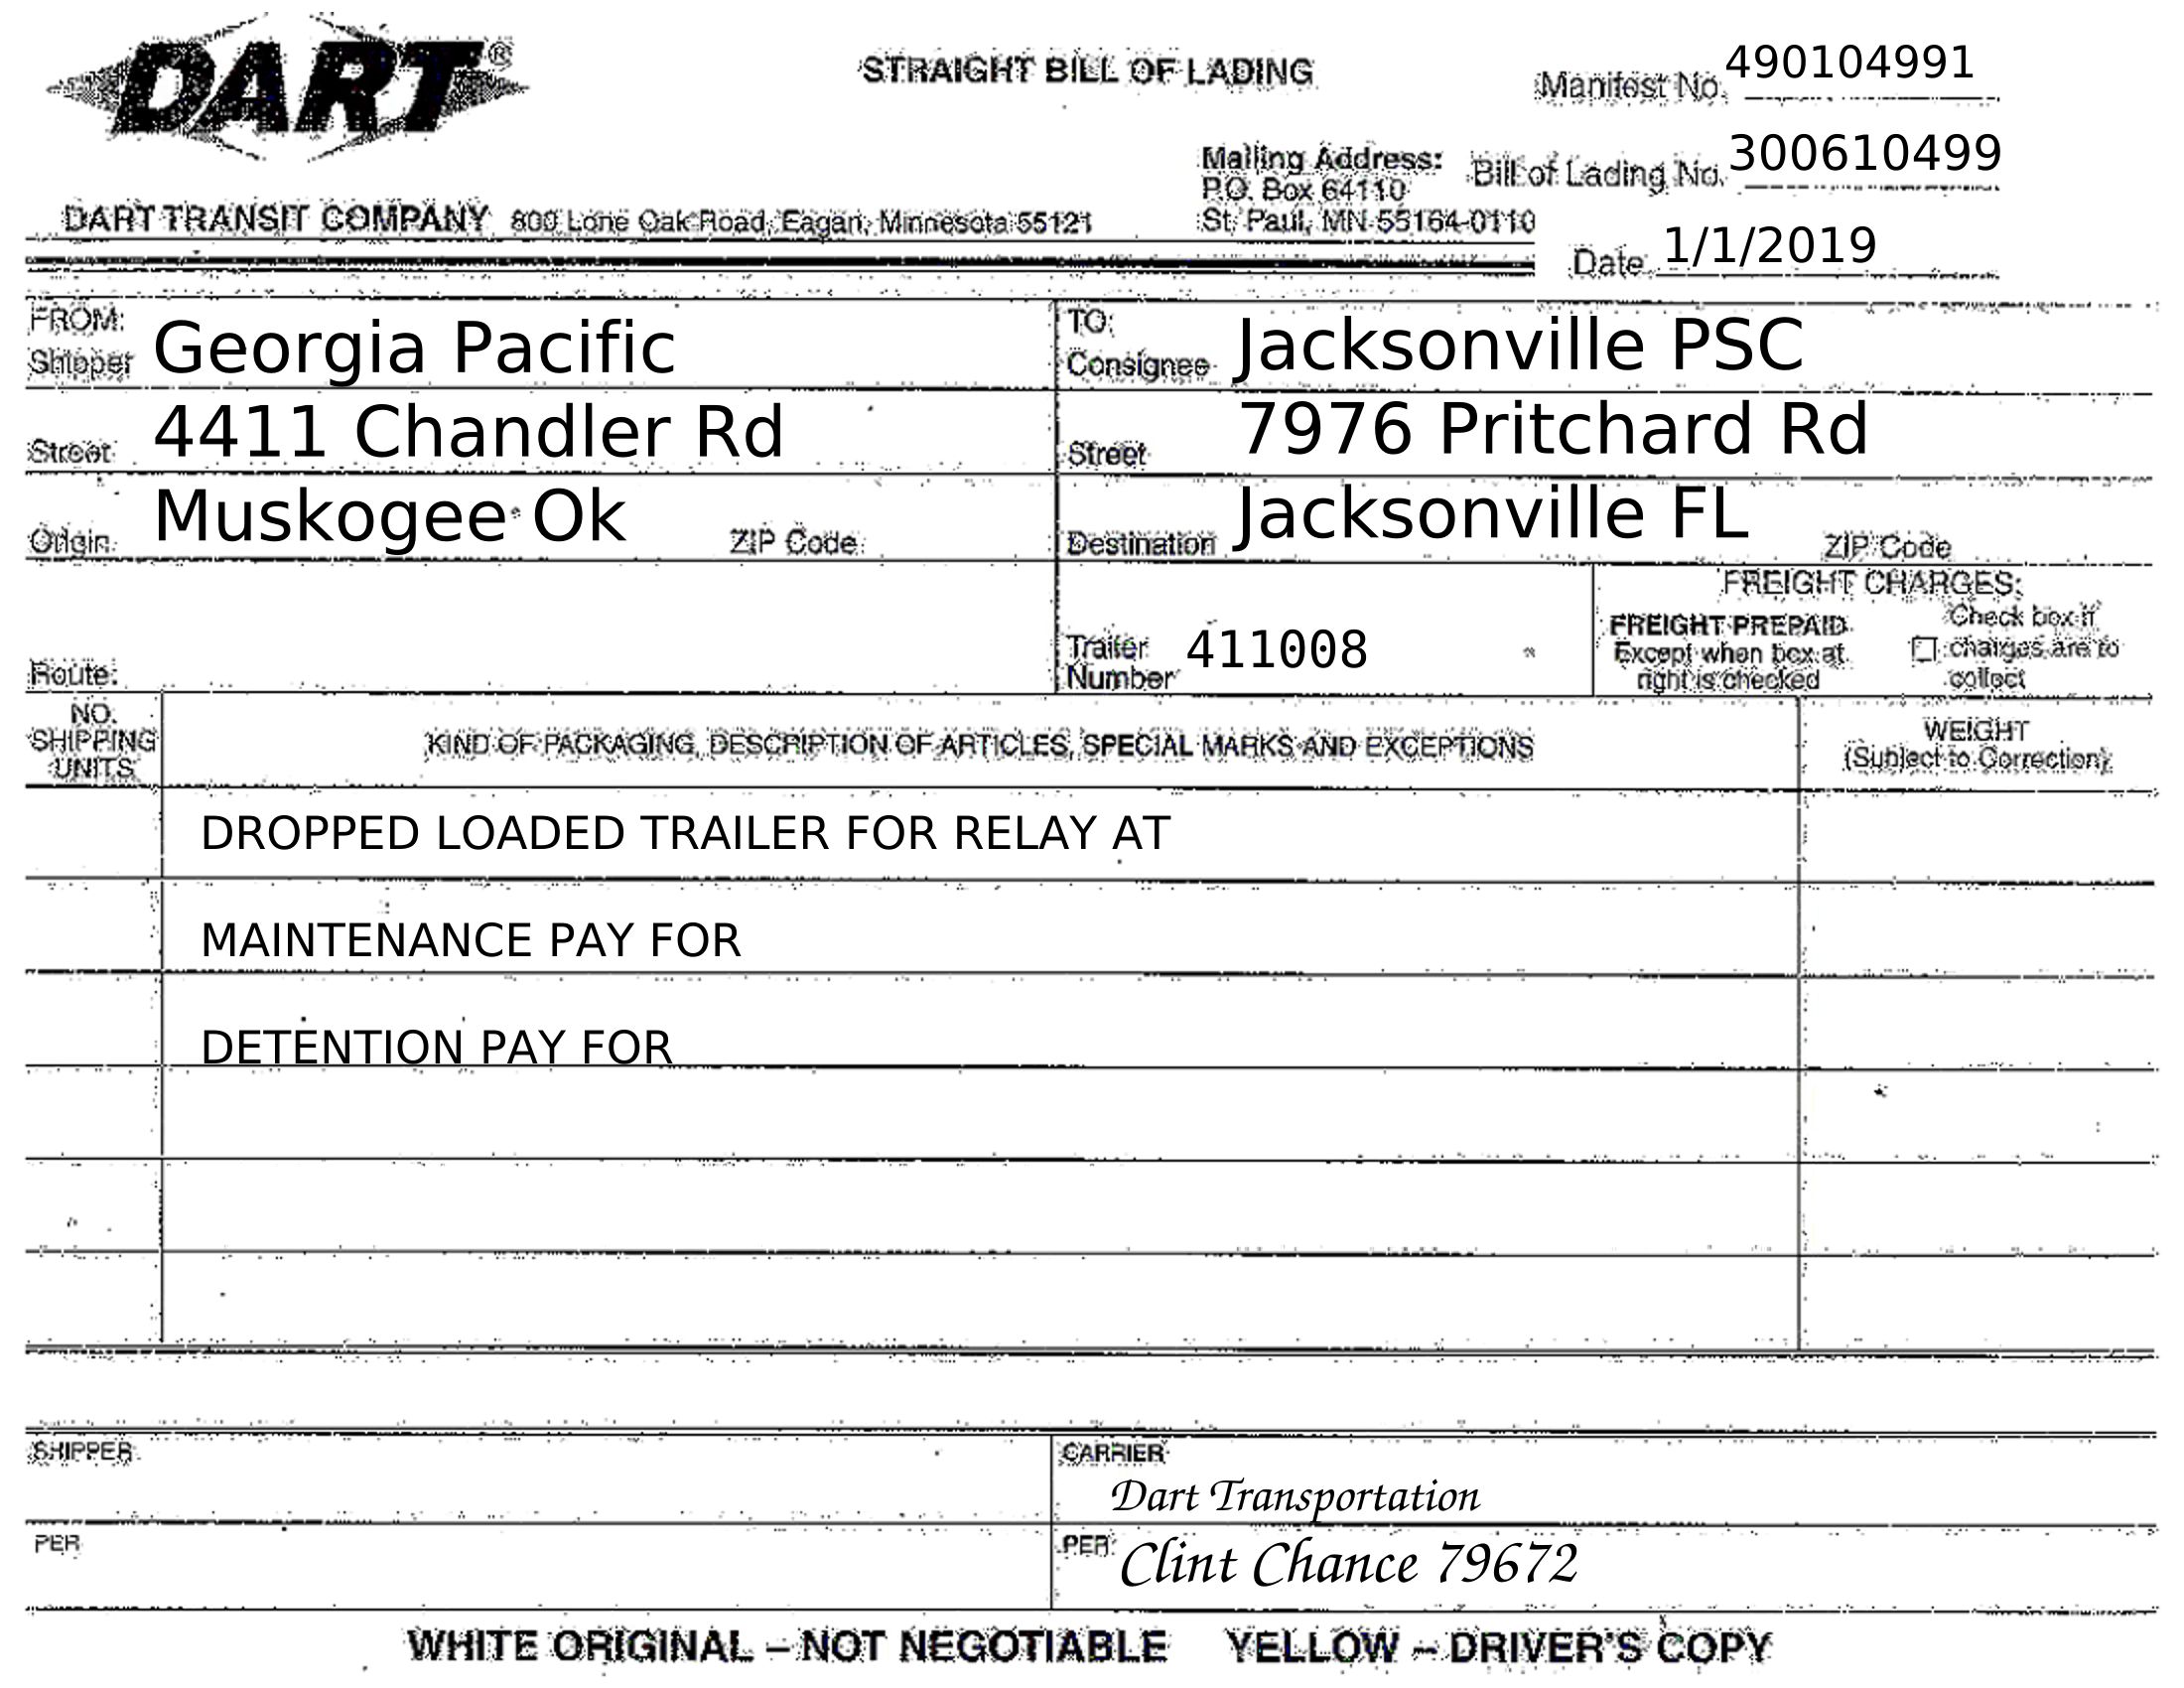 DART®
STRAIGHT BILL OF LADING
Manifest No. 490104991
Mailing Address:
P.O. Box 64110
St. Paul, MN 55164-0110
Bill of Lading No. 300610499
DART TRANSIT COMPANY 800 Lone Oak Road, Eagan, Minnesota 55121
Date 1/1/2019
FROM:
Shipper Georgia Pacific
TO:
Consignee Jacksonville PSC
Street 4411 Chandler Rd
Street 7976 Pritchard Rd
Origin Muskogee Ok ZIP Code
Destination Jacksonville FL ZIP Code
Route:
Trailer
Number 411008
FREIGHT CHARGES:
FREIGHT PREPAID
Except when box at
right is checked
Check box if
charges are to
collect
NO.
SHIPPING
UNITS
KIND OF PACKAGING, DESCRIPTION OF ARTICLES, SPECIAL MARKS AND EXCEPTIONS
WEIGHT
(Subject to Correction)
DROPPED LOADED TRAILER FOR RELAY AT
MAINTENANCE PAY FOR
DETENTION PAY FOR
SHIPPER
CARRIER
Dart Transportation
PER
PER Clint Chance 79672
WHITE ORIGINAL – NOT NEGOTIABLE YELLOW – DRIVER'S COPY